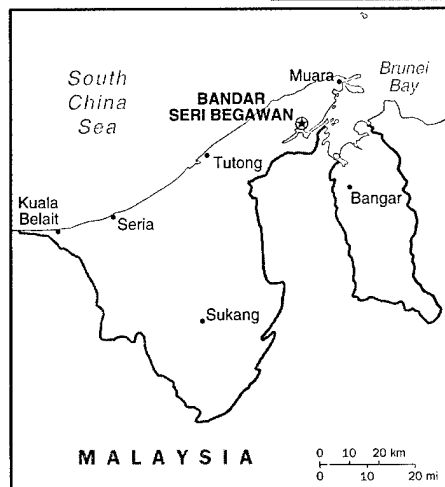 South
China
Sea
Muara
Brunei
Bay
BANDAR
SERI BEGAWAN
Tutong
Bangar
Kuala
Belait
Seria
Sukang
MALAYSIA
0 10 20 km
0 10 20 mi